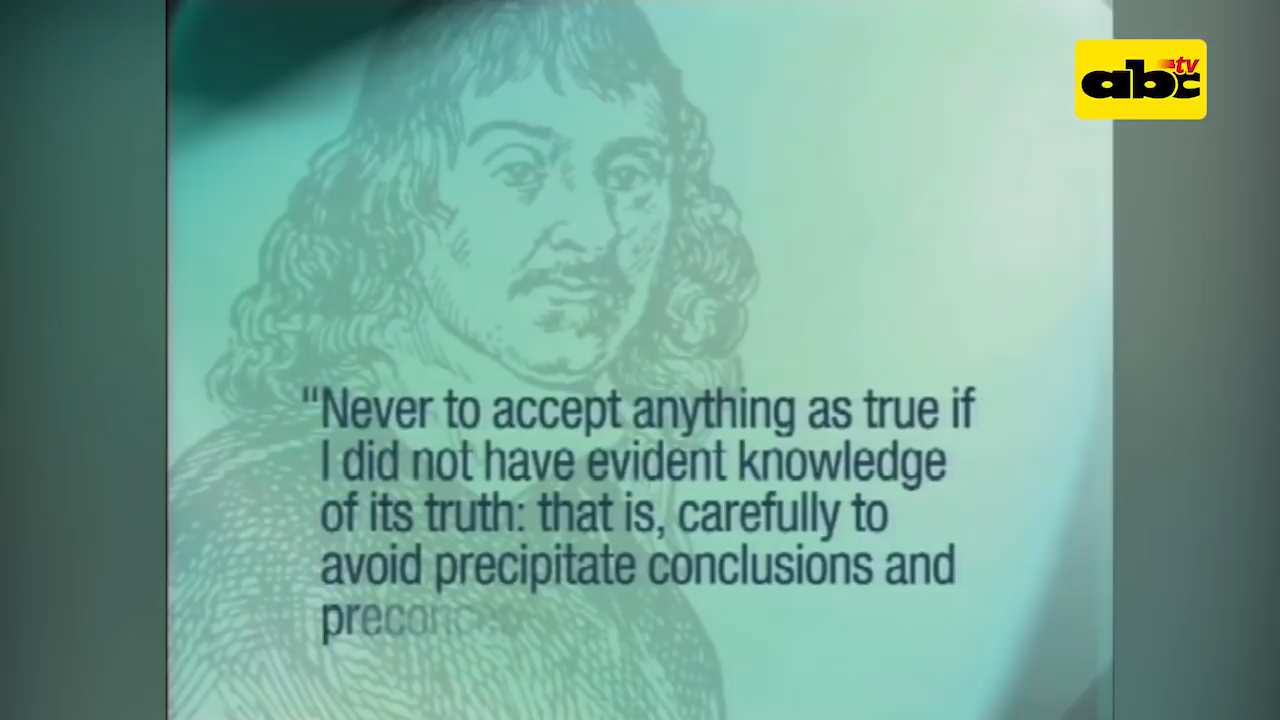 abc tv
"Never to accept anything as true if
I did not have evident knowledge
of its truth: that is, carefully to
avoid precipitate conclusions and